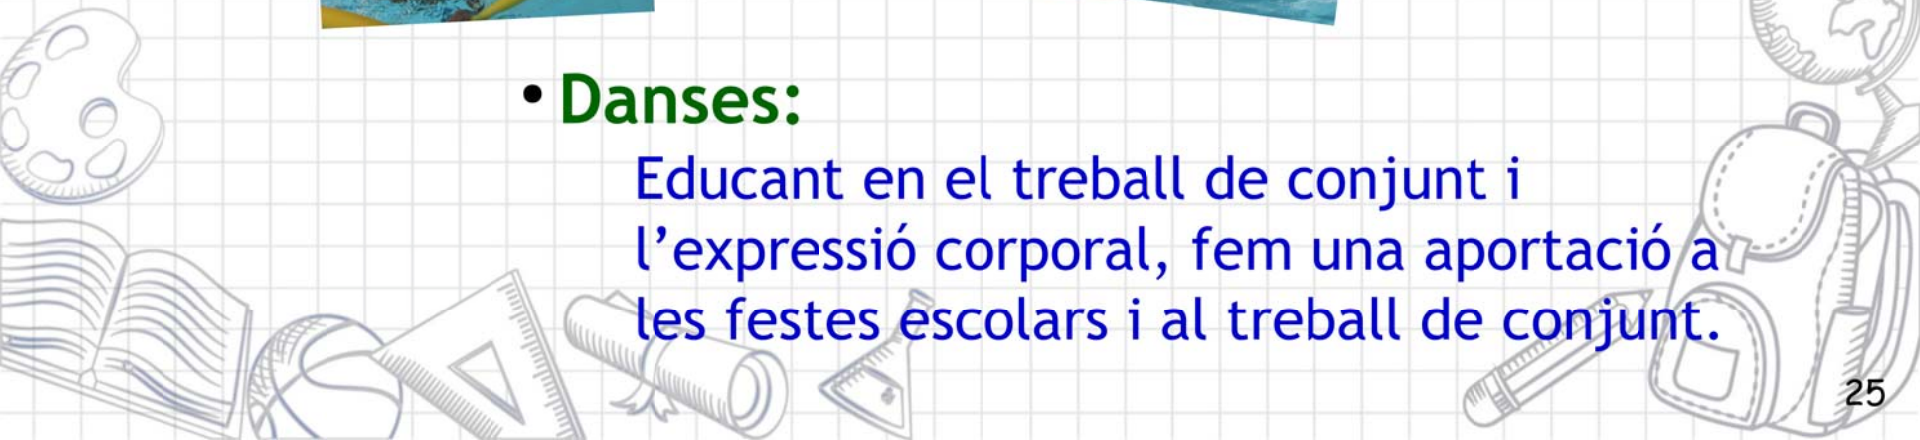 • Danses:
Educant en el treball de conjunt i
l’expressió corporal, fem una aportació a
les festes escolars i al treball de conjunt.
25